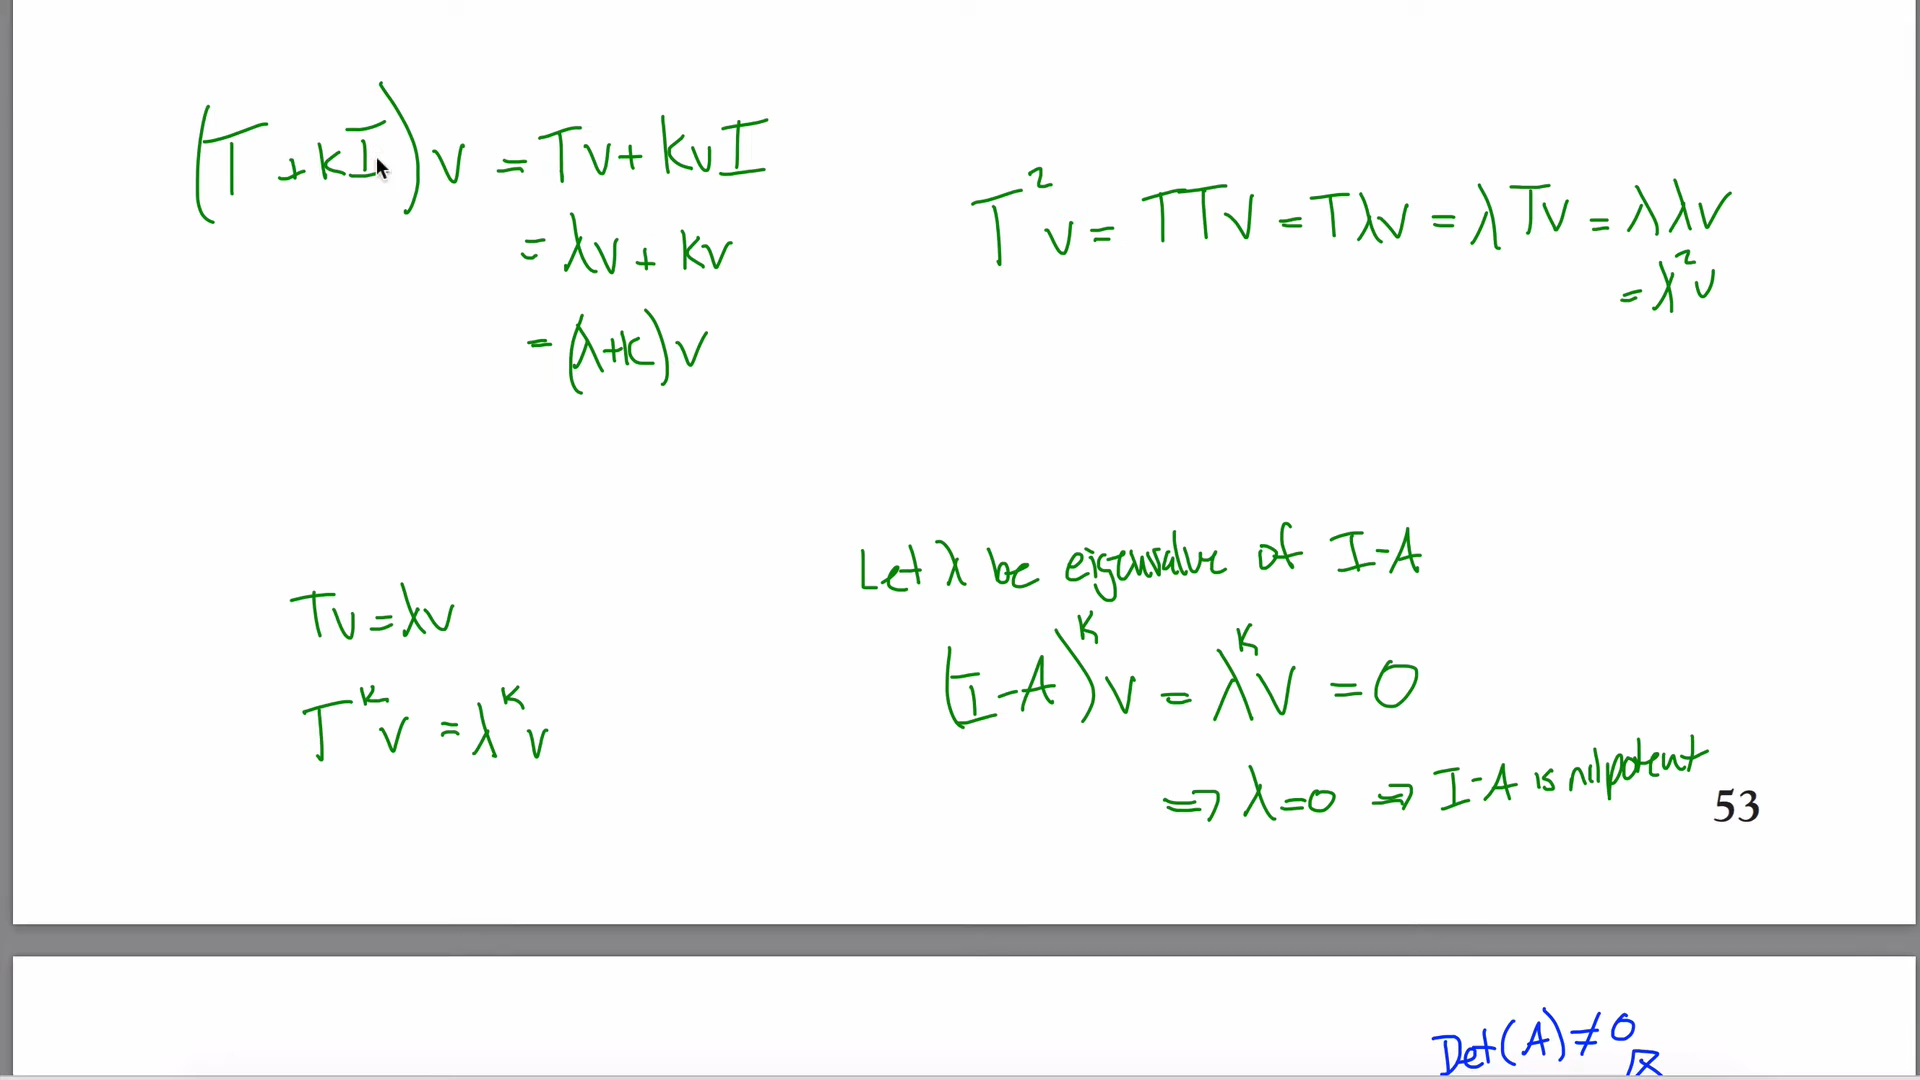 (T + kI)v = Tv + kvI
= λv + kv
= (λ+k)v
T²v = TTv = Tλv = λTv = λλv
= λ²v
Tv = λv
Tᵏv = λᵏv
Let λ be eigenvalue of I-A
(I-A)ᵏv = λᵏv = 0
⇒ λ=0 ⇒ I-A is nilpotent
53
Det(A) ≠ 0